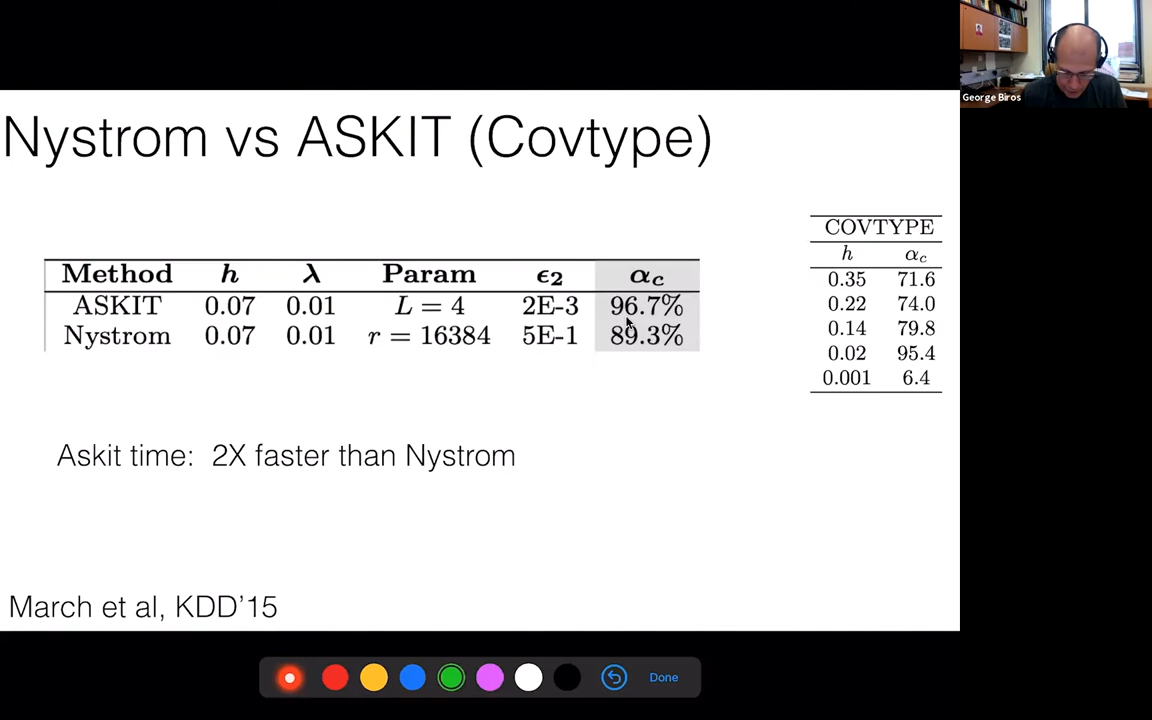 George Biros
Nystrom vs ASKIT (Covtype)
Method h λ Param ϵ2 αc
ASKIT 0.07 0.01 L = 4 2E-3 96.7%
Nystrom 0.07 0.01 r = 16384 5E-1 89.3%
COVTYPE
h αc
0.35 71.6
0.22 74.0
0.14 79.8
0.02 95.4
0.001 6.4
Askit time: 2X faster than Nystrom
March et al, KDD'15
Done